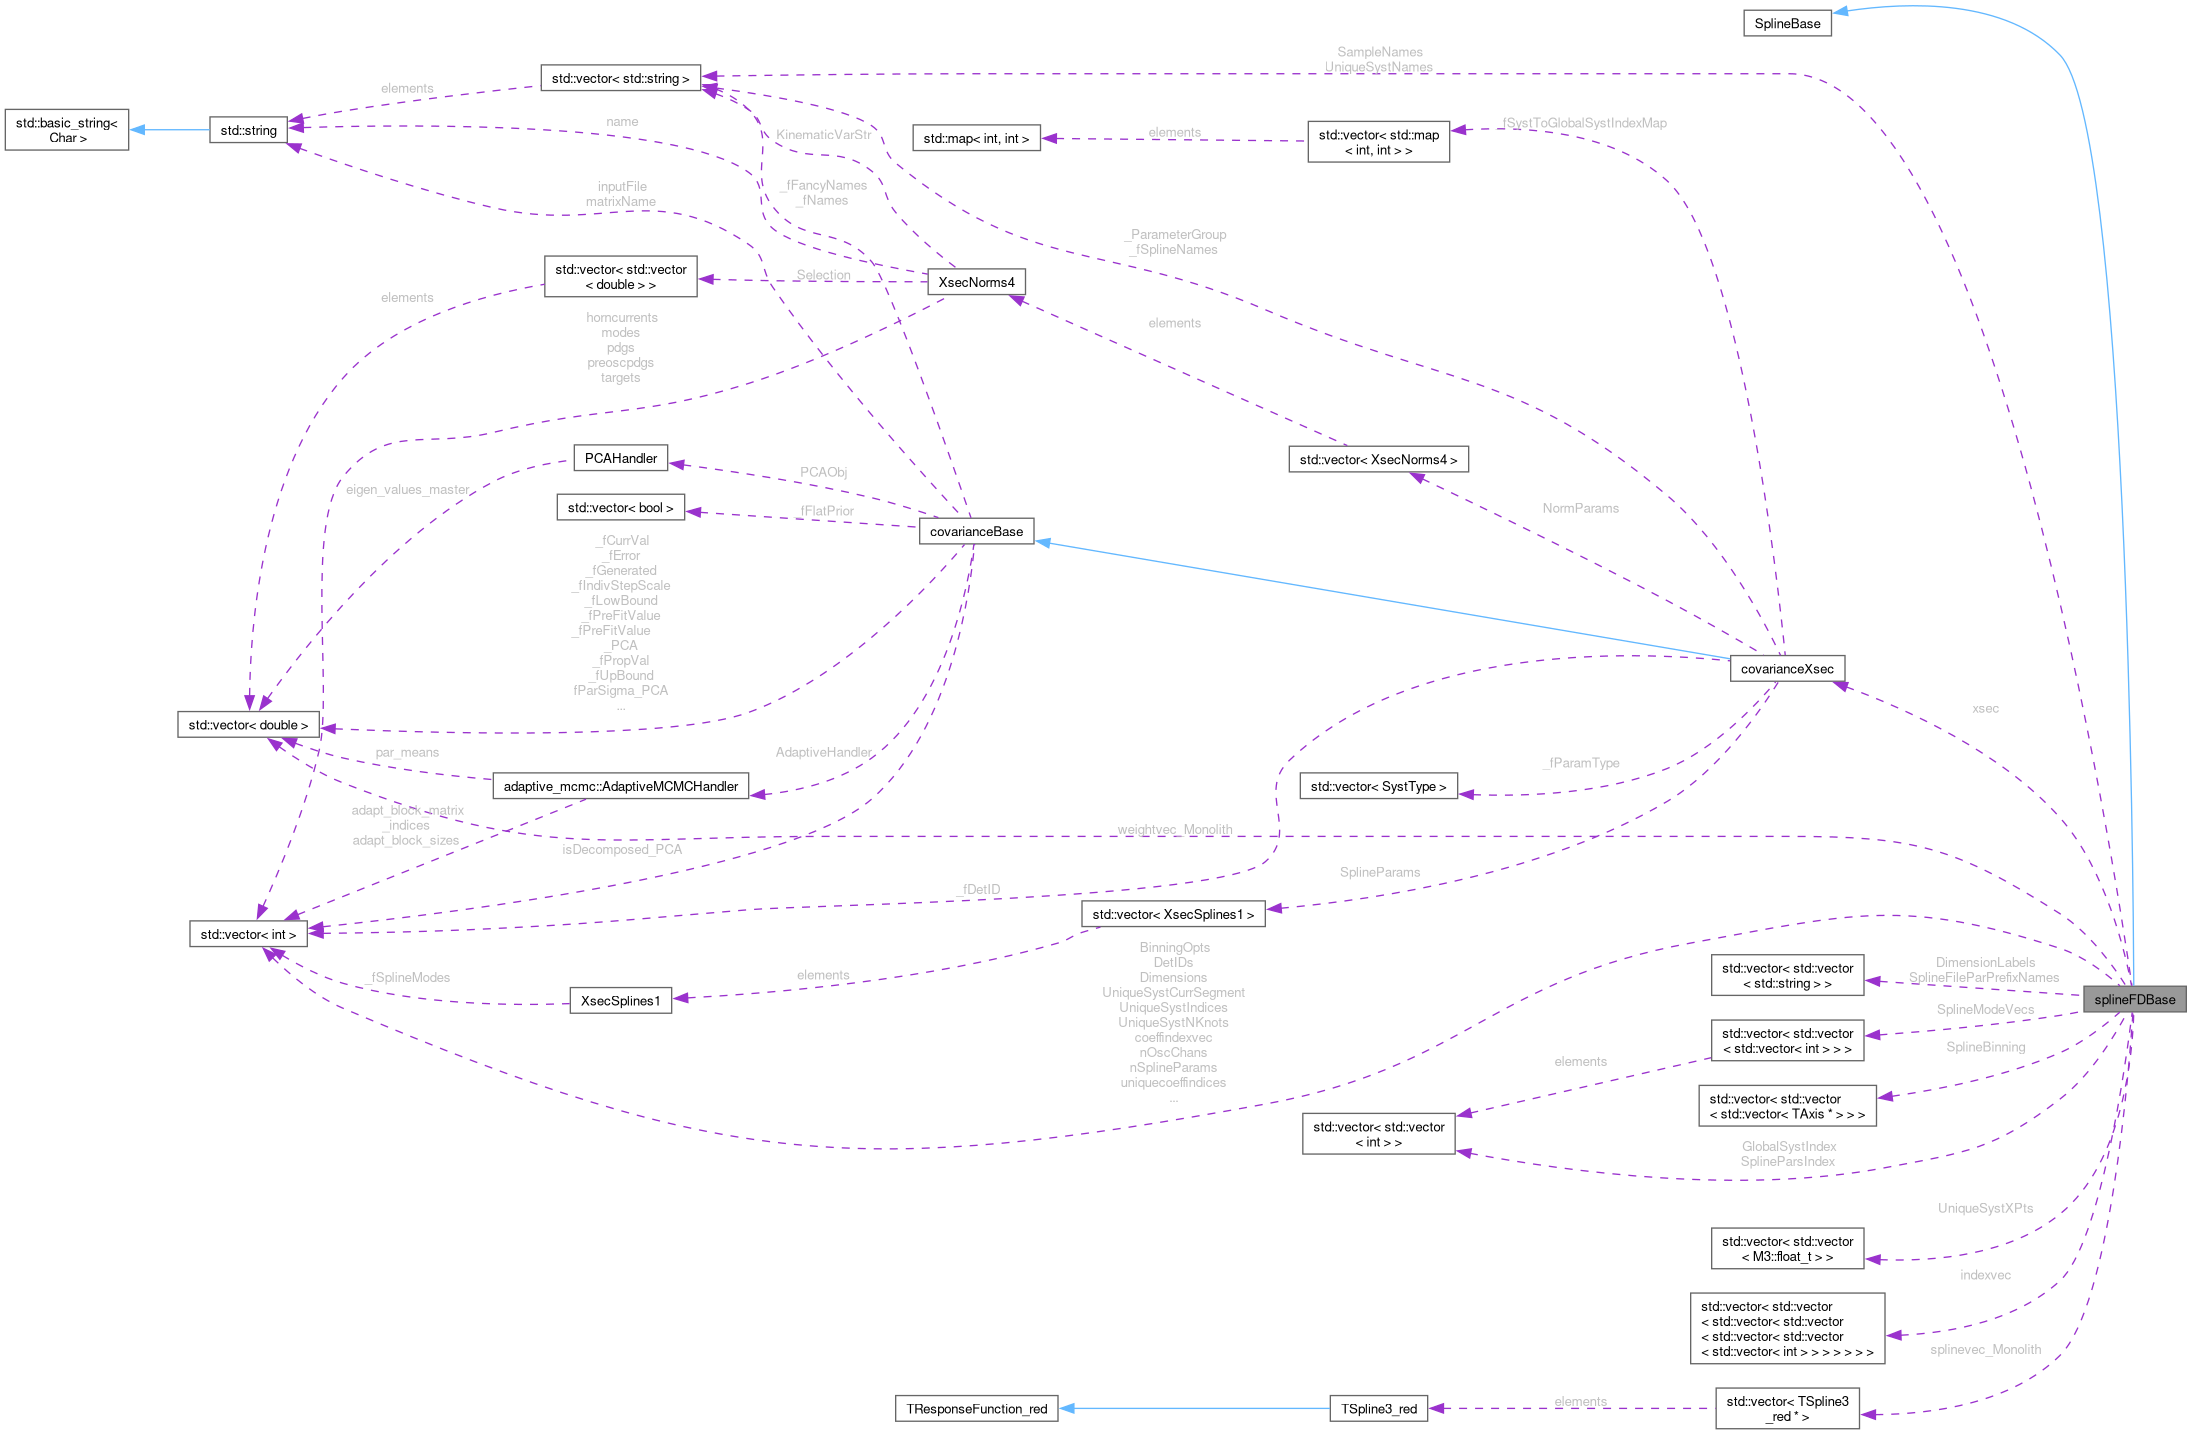 SplineBase
SampleNames
UniqueSystNames
std::vector< std::string >
elements
std::basic_string<
Char >
std::string
name
KinematicVarStr
std::map< int, int >
elements
std::vector< std::map
< int, int > >
_fSystToGlobalSystIndexMap
inputFile
matrixName
_fFancyNames
_fNames
_ParameterGroup
_fSplineNames
std::vector< std::vector
< double > >
Selection
XsecNorms4
elements
horncurrents
modes
pdgs
preoscpdgs
targets
elements
PCAHandler
PCAObj
std::vector< XsecNorms4 >
eigen_values_master
std::vector< bool >
_fFlatPrior
NormParams
covarianceBase
_fCurrVal
_fError
_fGenerated
_fIndivStepScale
_fLowBound
_fPreFitValue
_fPreFitValue
_PCA
_fPropVal
_fUpBound
fParSigma_PCA
...
covarianceXsec
xsec
std::vector< double >
par_means
AdaptiveHandler
_fParamType
adaptive_mcmc::AdaptiveMCMCHandler
std::vector< SystType >
adapt_block_matrix
_indices
adapt_block_sizes
weightvec_Monolith
isDecomposed_PCA
SplineParams
_fDetID
std::vector< XsecSplines1 >
std::vector< int >
_fSplineModes
elements
XsecSplines1
BinningOpts
DetIDs
Dimensions
UniqueSystCurrSegment
UniqueSystIndices
UniqueSystNKnots
coeffindexvec
nOscChans
nSplineParams
uniquecoeffindices
...
std::vector< std::vector
< std::string > >
DimensionLabels
SplineFileParPrefixNames
splineFDBase
std::vector< std::vector
< std::vector< int > > >
SplineModeVecs
SplineBinning
elements
std::vector< std::vector
< std::vector< TAxis * > > >
std::vector< std::vector
< int > >
GlobalSystIndex
SplineParsIndex
UniqueSystXPts
std::vector< std::vector
< M3::float_t > >
indexvec
std::vector< std::vector
< std::vector< std::vector
< std::vector< std::vector
< std::vector< int > > > > > > >
splinevec_Monolith
TResponseFunction_red
TSpline3_red
elements
std::vector< TSpline3
_red * >